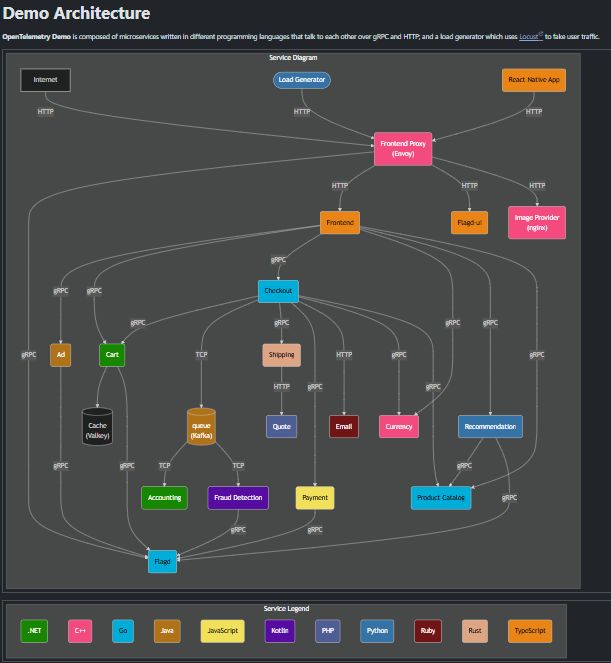 Demo Architecture
OpenTelemetry Demo is composed of microservices written in different programming languages that talk to each other over gRPC and HTTP, and a load generator which uses Locust to fake user traffic.
Service Diagram
Internet
Load Generator
React Native App
HTTP
HTTP
HTTP
Frontend Proxy
(Envoy)
HTTP
HTTP
HTTP
Frontend
Flagd-ui
Image Provider
(nginx)
gRPC
Checkout
gRPC
gRPC
gRPC
gRPC
gRPC
gRPC
gRPC
Ad
Cart
TCP
Shipping
HTTP
gRPC
gRPC
HTTP
gRPC
gRPC
Cache
(Valkey)
queue
(Kafka)
Quote
Email
Currency
Recommendation
gRPC
gRPC
TCP
TCP
gRPC
Accounting
Fraud Detection
Payment
Product Catalog
gRPC
gRPC
gRPC
Flagd
Service Legend
.NET
C++
Go
Java
JavaScript
Kotlin
PHP
Python
Ruby
Rust
TypeScript